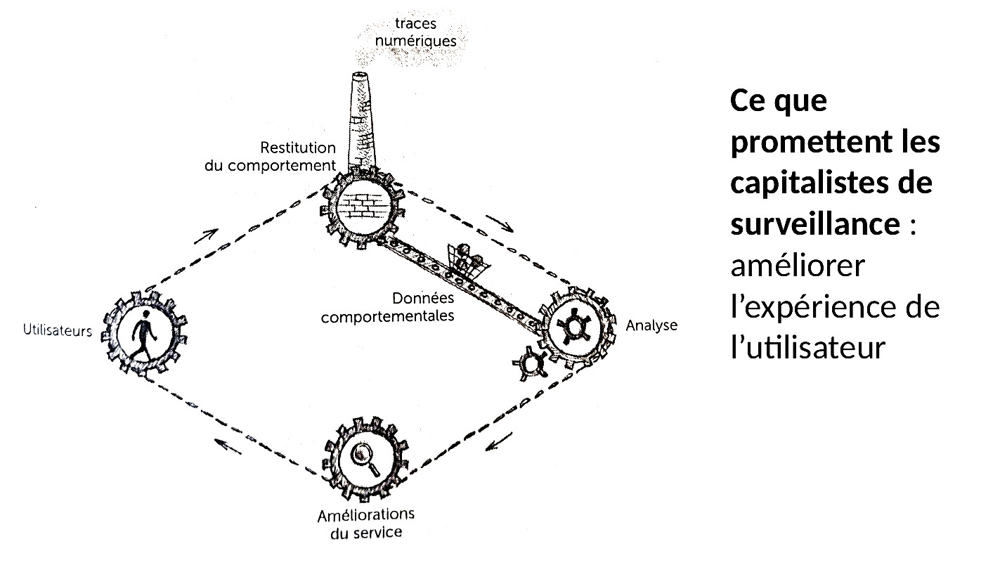 traces
numériques
Restitution
du comportement
Données
comportementales
Utilisateurs
Analyse
Améliorations
du service
Ce que
promettent les
capitalistes de
surveillance :
améliorer
l’expérience de
l’utilisateur